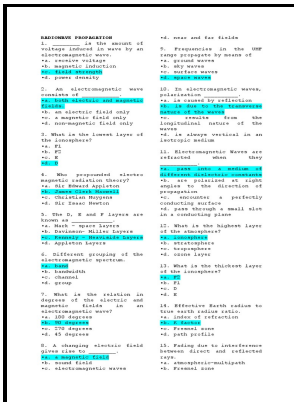 RADIOWAVE PROPAGATION
1. ________ is the amount of
voltage induced in wave by an
electromagnetic wave.
•a. receive voltage
•b. magnetic induction
•c. field strength
•d. power density
2. An electromagnetic wave
consists of ________.
•a. both electric and magnetic
fields
•b. an electric field only
•c. a magnetic field only
•d. non-magnetic field only
3. What is the lowest layer of
the ionosphere?
•a. F1
•b. F2
•c. E
•d. D
4. Who propounded electro
magnetic radiation theory?
•a. Sir Edward Appleton
•b. James Clerk Maxwell
•c. Christian Huygens
•d. Sir Isaac Newton
5. The D, E and F layers are
known as ________.
•a. Mark - space Layers
•b. Davinson- Miller Layers
•c. Kennely - Heaviside Layers
•d. Appleton Layers
6. Different grouping of the
electromagnetic spectrum.
•a. band
•b. bandwidth
•c. channel
•d. group
7. What is the relation in
degrees of the electric and
magnetic fields in an
electromagnetic wave?
•a. 180 degrees
•b. 90 degrees
•c. 270 degrees
•d. 45 degrees
8. A changing electric field
gives rise to ________.
•a. a magnetic field
•b. sound field
•c. electromagnetic waves
•d. near and far fields
9. Frequencies in the UHF
range propagate by means of
•a. ground waves
•b. sky waves
•c. surface waves
•d. space waves
10. In electromagnetic waves,
polarization ________.
•a. is caused by reflection
•b. is due to the transverse
nature of the waves
•c. results from the
longitudinal nature of the
waves
•d. is always vertical in an
isotropic medium
11. Electromagnetic Waves are
refracted when they
________.
•a. pass into a medium of
different dielectric constants
•b. are polarized at right
angles to the direction of
propagation
•c. encounter a perfectly
conducting surface
•d. pass through a small slot
in a conducting plane
12. What is the highest layer
of the atmosphere?
•a. ionosphere
•b. stratosphere
•c. troposphere
•d. ozone layer
13. What is the thickest layer
of the ionosphere?
•a. F2
•b. F1
•c. D
•d. E
14. Effective Earth radius to
true earth radius ratio.
•a. index of refraction
•b. K factor
•c. Fresnel zone
•d. path profile
15. Fading due to interference
between direct and reflected
rays.
•a. atmospheric-multipath
•b. Fresnel zone